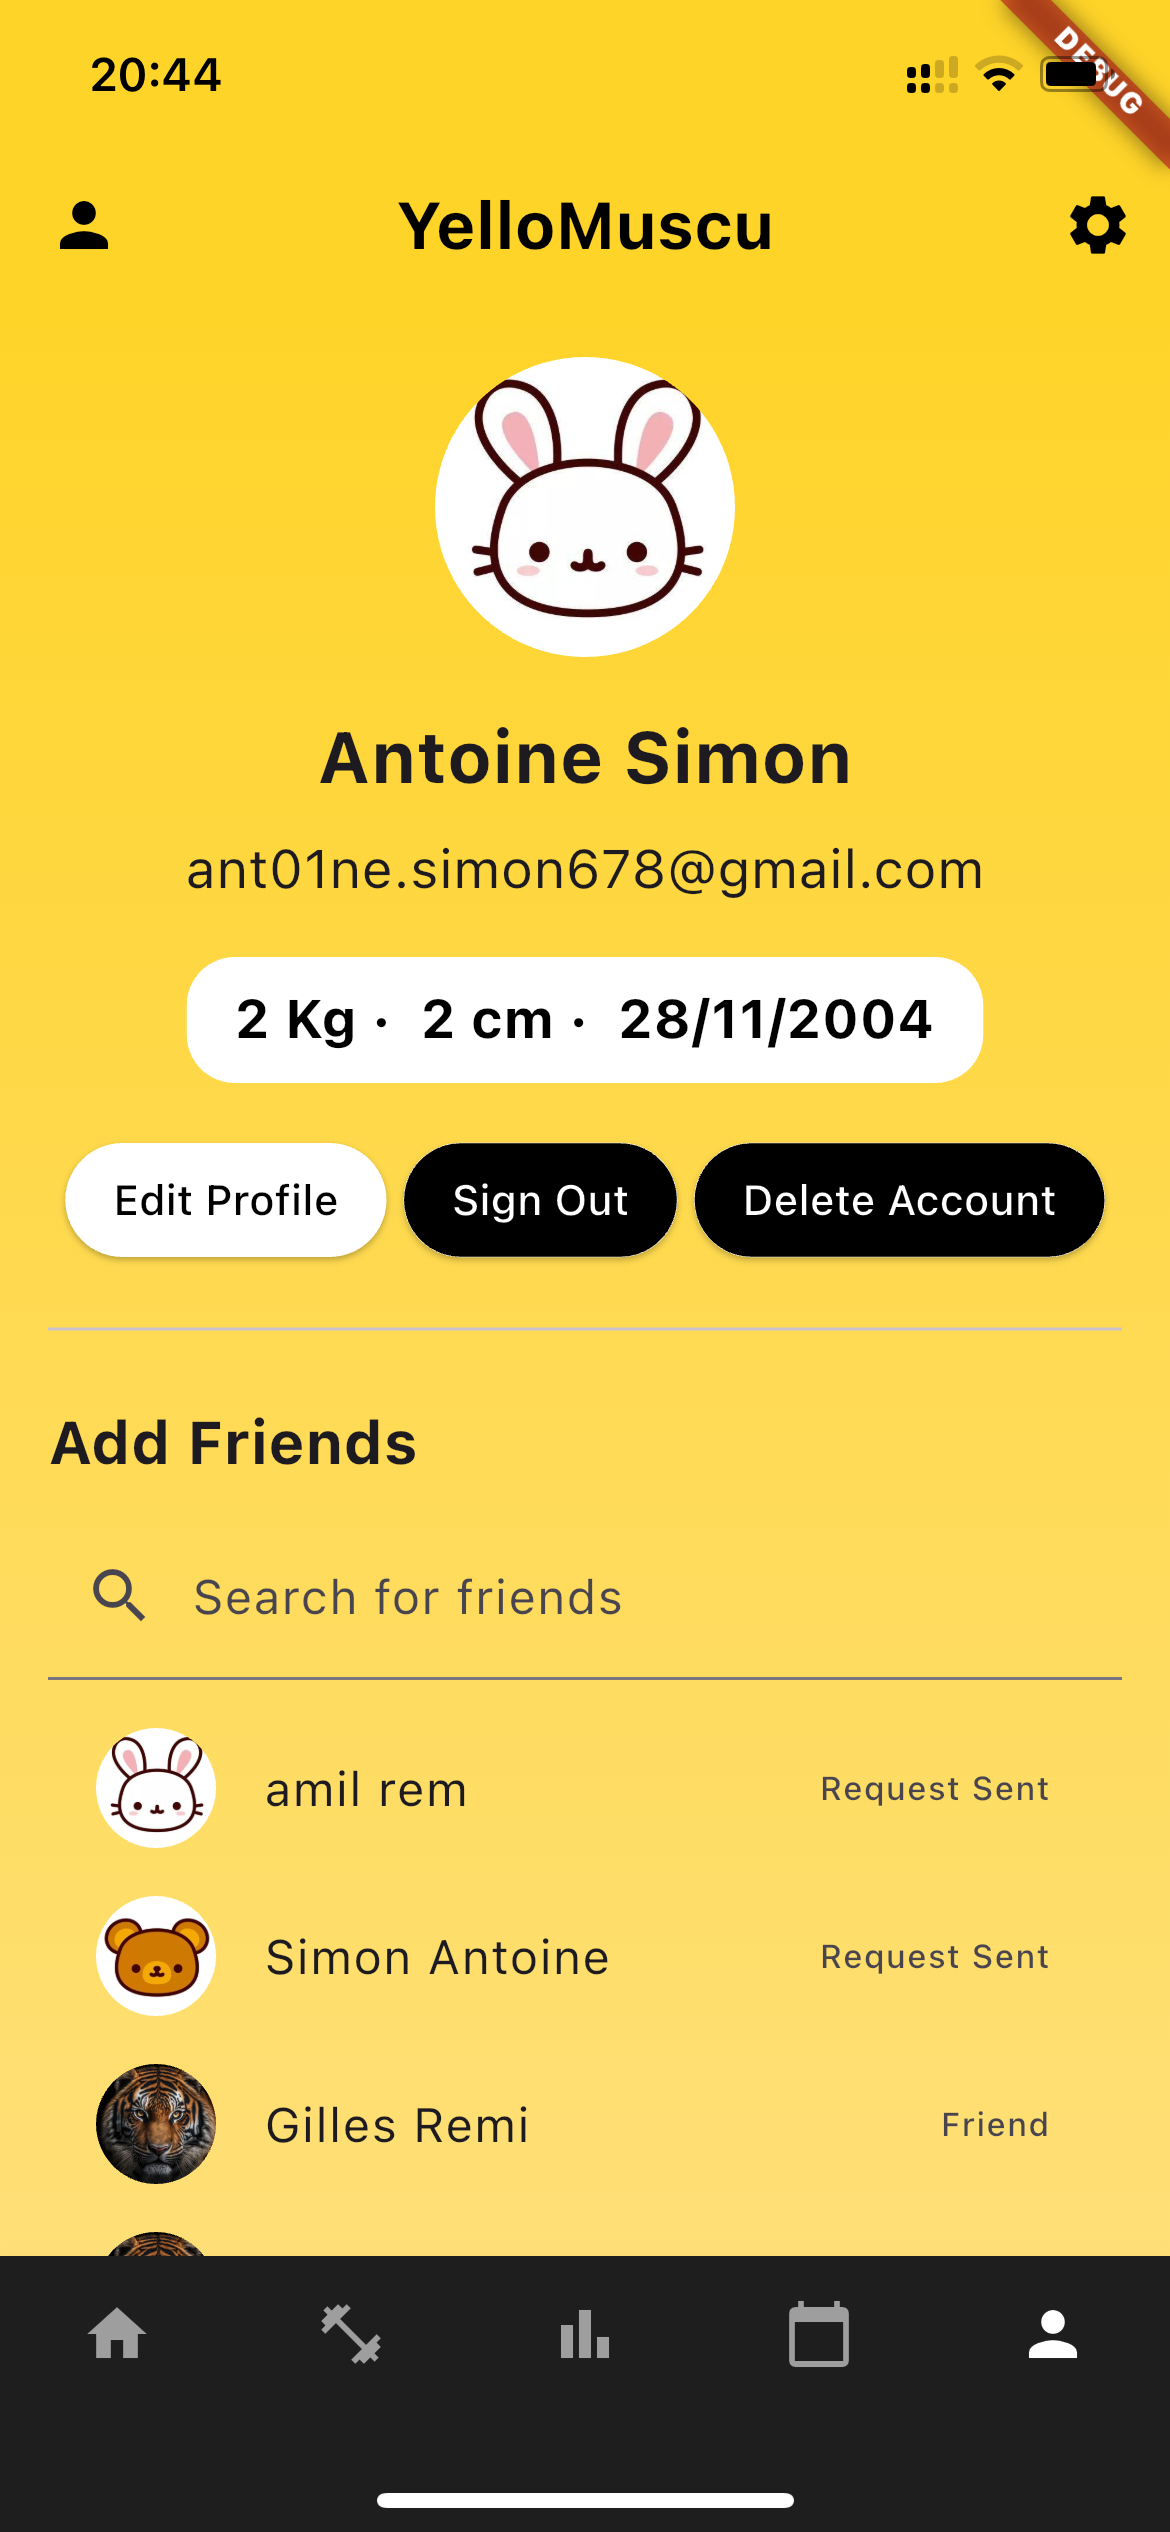 20:44
DEBUG
YelloMuscu
Antoine Simon
ant01ne.simon678@gmail.com
2 Kg ·  2 cm ·  28/11/2004
Edit Profile
Sign Out
Delete Account
Add Friends
Search for friends
amil rem
Request Sent
Simon Antoine
Request Sent
Gilles Remi
Friend